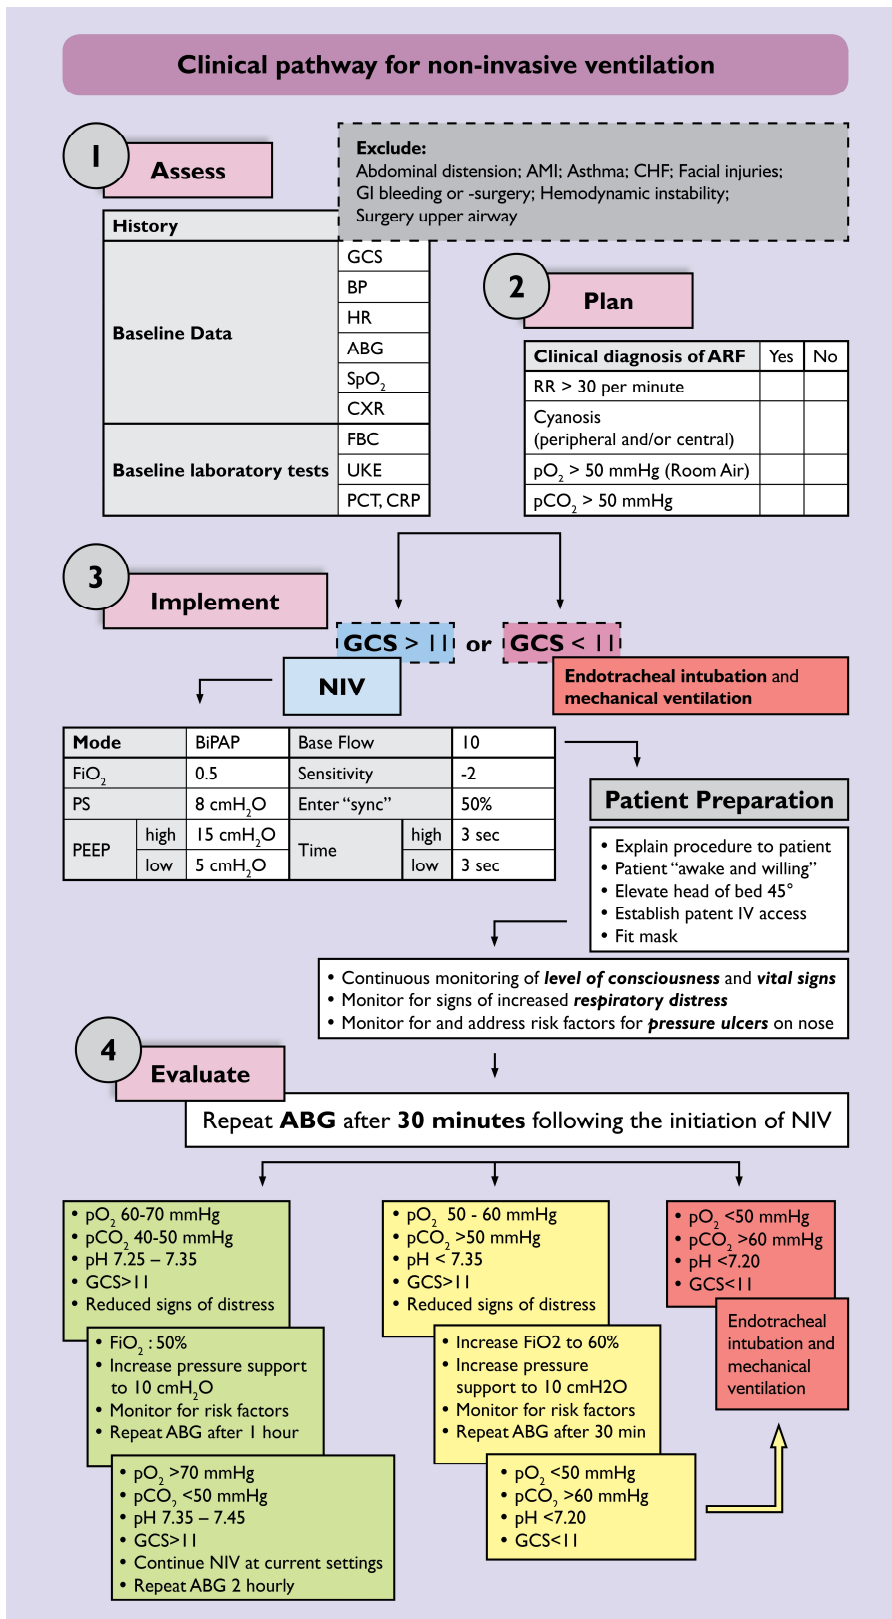 Clinical pathway for non-invasive ventilation
1
Assess
Exclude:
Abdominal distension; AMI; Asthma; CHF; Facial injuries;
GI bleeding or -surgery; Hemodynamic instability;
Surgery upper airway
History
Baseline Data
GCS
BP
HR
ABG
SpO₂
CXR
Baseline laboratory tests
FBC
UKE
PCT, CRP
2
Plan
Clinical diagnosis of ARF Yes No
RR > 30 per minute
Cyanosis
(peripheral and/or central)
pO₂ > 50 mmHg (Room Air)
pCO₂ > 50 mmHg
3
Implement
GCS > 11 or GCS < 11
NIV
Endotracheal intubation and
mechanical ventilation
Mode BiPAP Base Flow 10
FiO₂ 0.5 Sensitivity -2
PS 8 cmH₂O Enter “sync” 50%
PEEP high 15 cmH₂O Time high 3 sec
low 5 cmH₂O low 3 sec
Patient Preparation
• Explain procedure to patient
• Patient “awake and willing”
• Elevate head of bed 45°
• Establish patent IV access
• Fit mask
• Continuous monitoring of level of consciousness and vital signs
• Monitor for signs of increased respiratory distress
• Monitor for and address risk factors for pressure ulcers on nose
4
Evaluate
Repeat ABG after 30 minutes following the initiation of NIV
• pO₂ 60-70 mmHg
• pCO₂ 40-50 mmHg
• pH 7.25 – 7.35
• GCS>11
• Reduced signs of distress
• FiO₂ : 50%
• Increase pressure support
to 10 cmH₂O
• Monitor for risk factors
• Repeat ABG after 1 hour
• pO₂ >70 mmHg
• pCO₂ <50 mmHg
• pH 7.35 – 7.45
• GCS>11
• Continue NIV at current settings
• Repeat ABG 2 hourly
• pO₂ 50 - 60 mmHg
• pCO₂ >50 mmHg
• pH < 7.35
• GCS>11
• Reduced signs of distress
• Increase FiO2 to 60%
• Increase pressure
support to 10 cmH2O
• Monitor for risk factors
• Repeat ABG after 30 min
• pO₂ <50 mmHg
• pCO₂ >60 mmHg
• pH <7.20
• GCS<11
• pO₂ <50 mmHg
• pCO₂ >60 mmHg
• pH <7.20
• GCS<11
Endotracheal
intubation and
mechanical
ventilation